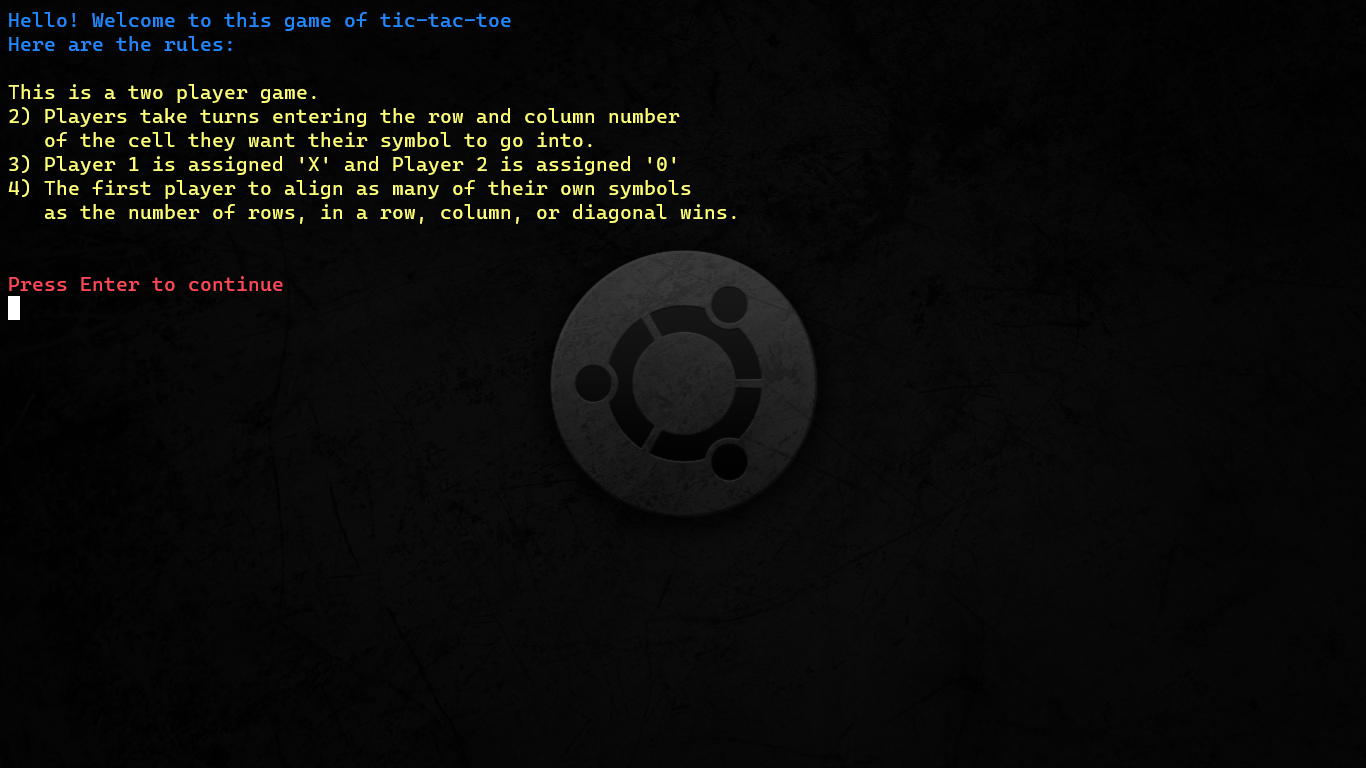 Hello! Welcome to this game of tic-tac-toe
Here are the rules:
This is a two player game.
2) Players take turns entering the row and column number
of the cell they want their symbol to go into.
3) Player 1 is assigned 'X' and Player 2 is assigned '0'
4) The first player to align as many of their own symbols
as the number of rows, in a row, column, or diagonal wins.
Press Enter to continue